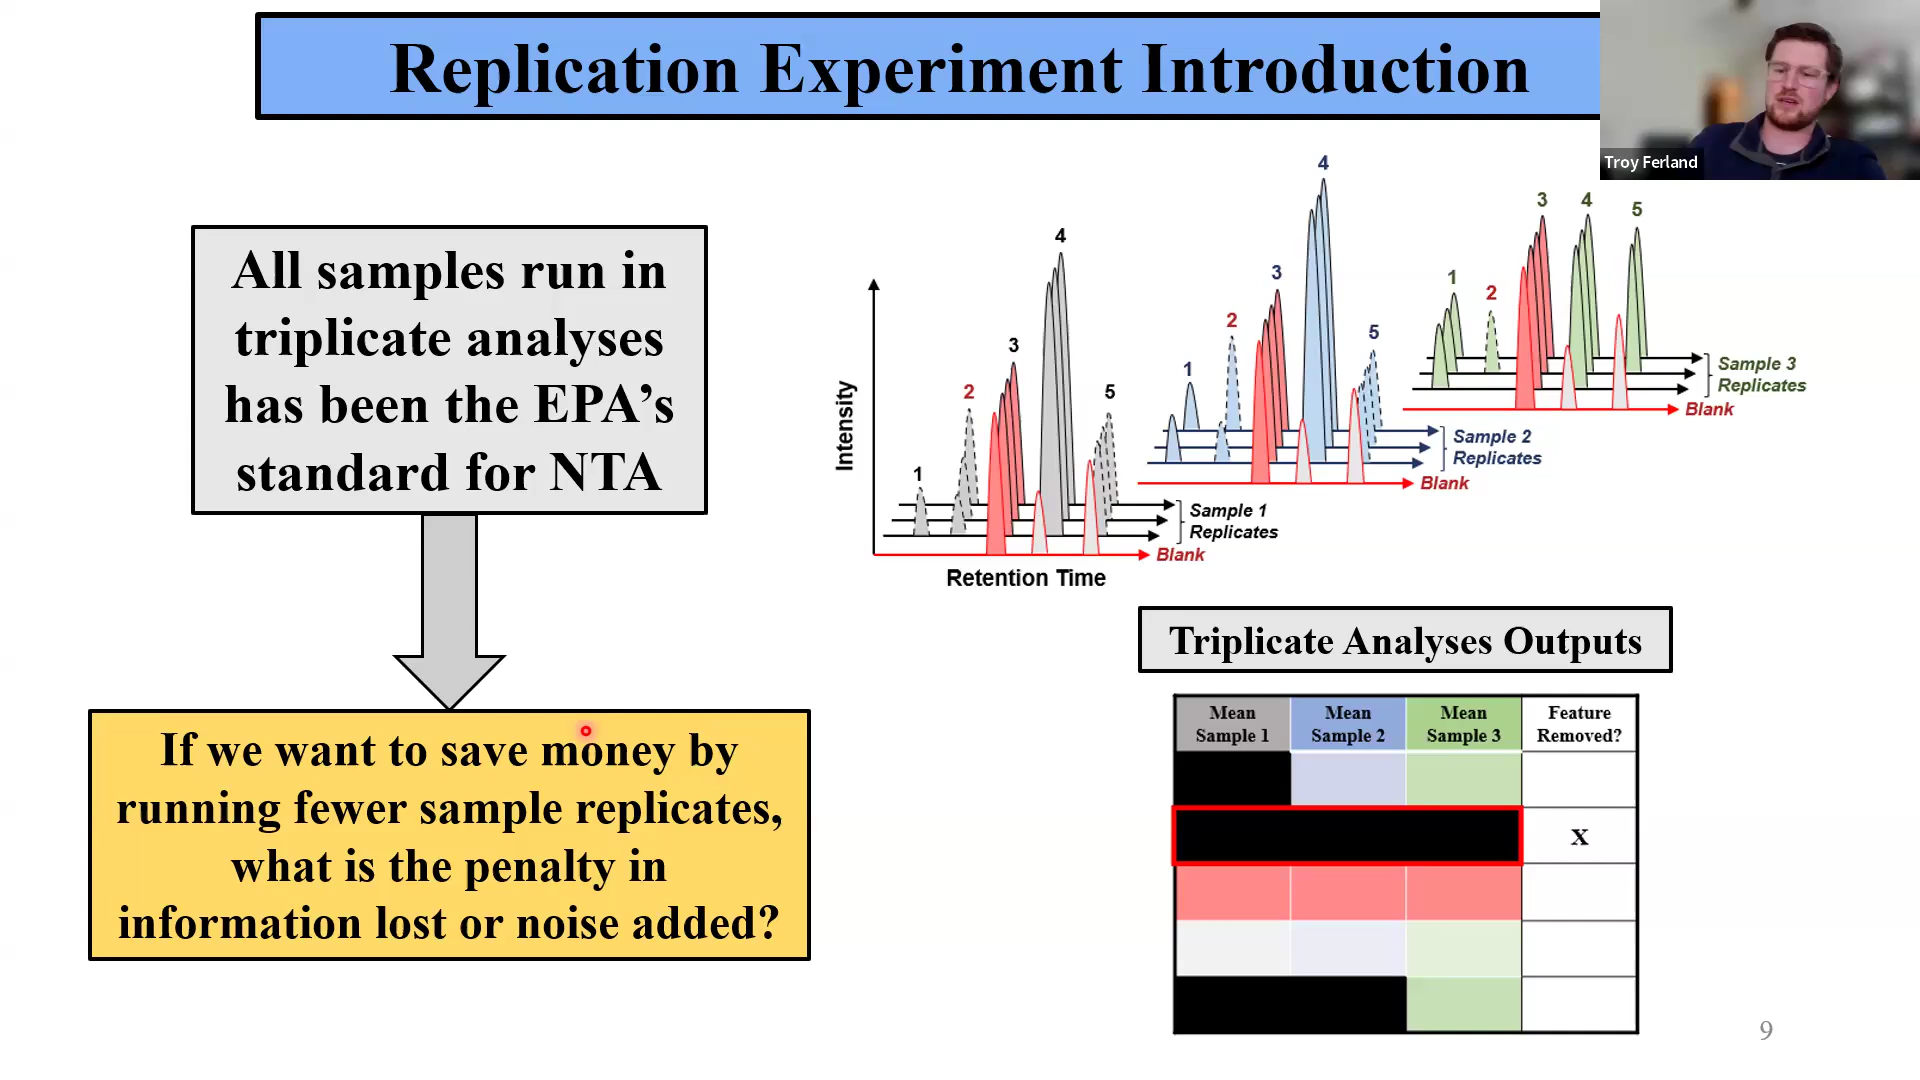 Replication Experiment Introduction
Troy Ferland
All samples run in
triplicate analyses
has been the EPA's
standard for NTA
If we want to save money by
running fewer sample replicates,
what is the penalty in
information lost or noise added?
Intensity
1
2
3
4
5
Sample 1
Replicates
Blank
Retention Time
1
2
3
4
5
Sample 2
Replicates
Blank
1
2
3
4
5
Sample 3
Replicates
Blank
Triplicate Analyses Outputs
Mean
Sample 1
Mean
Sample 2
Mean
Sample 3
Feature
Removed?
X
9